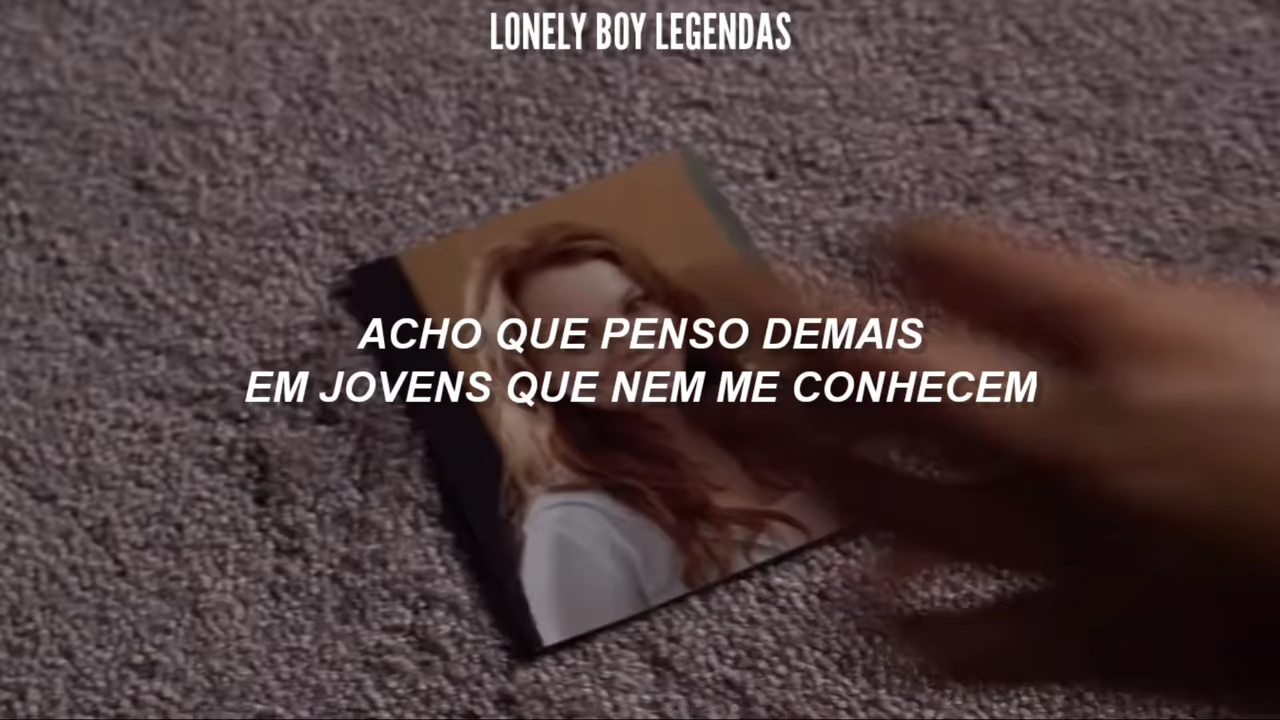 LONELY BOY LEGENDAS
ACHO QUE PENSO DEMAIS
EM JOVENS QUE NEM ME CONHECEM